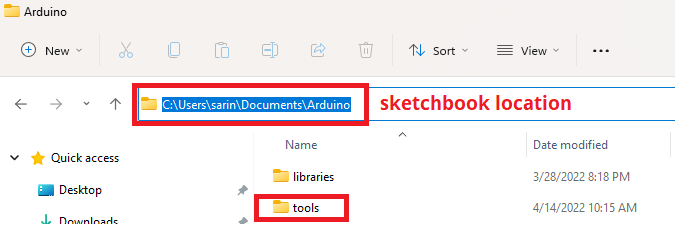 Arduino
New Sort View ...
C:\Users\sarin\Documents\Arduino sketchbook location
Name Date modified
Quick access libraries 3/28/2022 8:18 PM
Desktop tools 4/14/2022 10:15 AM
Downloads